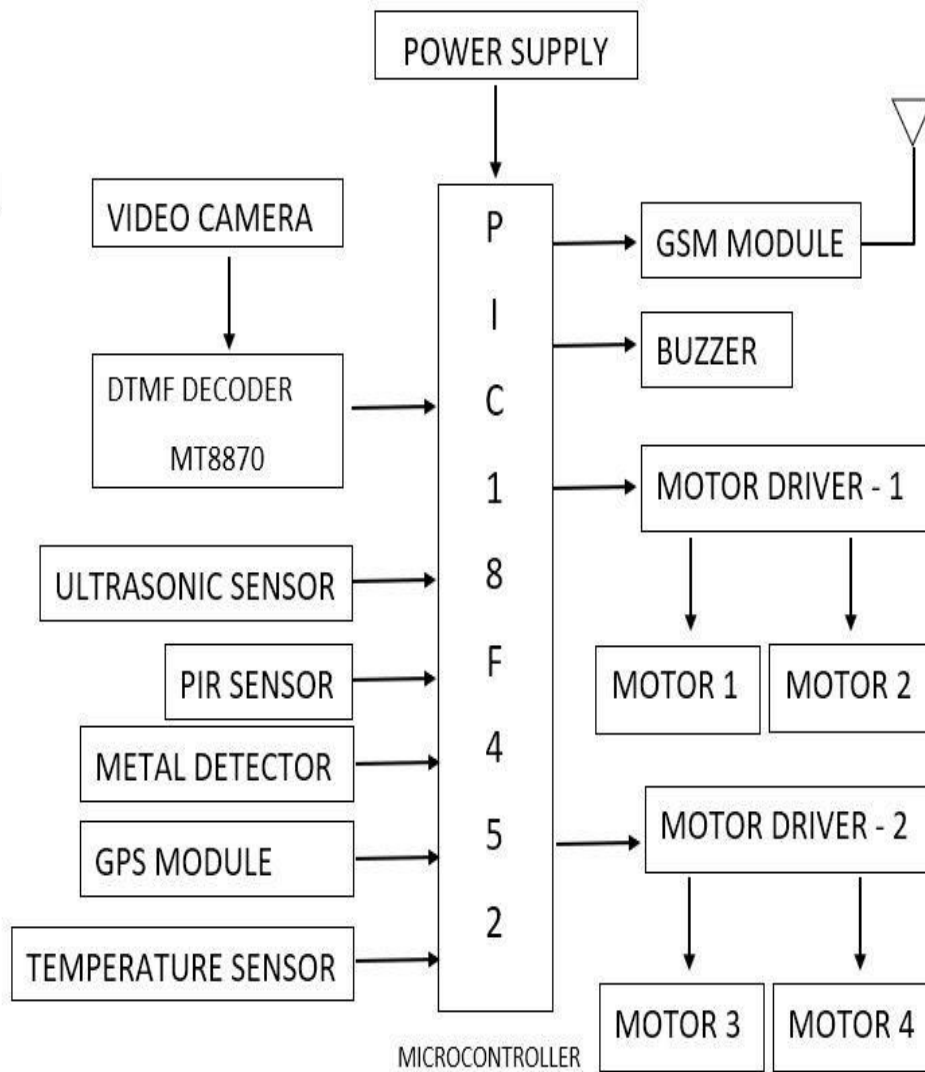 POWER SUPPLY
VIDEO CAMERA
DTMF DECODER
MT8870
ULTRASONIC SENSOR
PIR SENSOR
METAL DETECTOR
GPS MODULE
TEMPERATURE SENSOR
P
I
C
1
8
F
4
5
2
MICROCONTROLLER
GSM MODULE
BUZZER
MOTOR DRIVER - 1
MOTOR 1
MOTOR 2
MOTOR DRIVER - 2
MOTOR 3
MOTOR 4